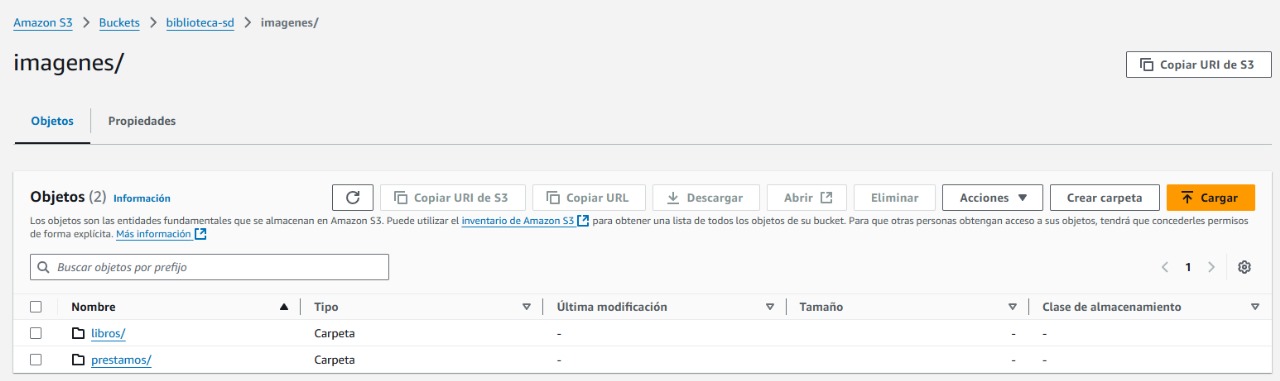 Amazon S3 > Buckets > biblioteca-sd > imagenes/
imagenes/
Copiar URI de S3
Objetos Propiedades
Objetos (2) Información Copiar URI de S3 Copiar URL Descargar Abrir Eliminar Acciones Crear carpeta Cargar
Los objetos son las entidades fundamentales que se almacenan en Amazon S3. Puede utilizar el inventario de Amazon S3 para obtener una lista de todos los objetos de su bucket. Para que otras personas obtengan acceso a sus objetos, tendrá que concederles permisos
de forma explícita. Más información
Buscar objetos por prefijo
< 1 >
Nombre Tipo Última modificación Tamaño Clase de almacenamiento
libros/ Carpeta - - -
prestamos/ Carpeta - - -